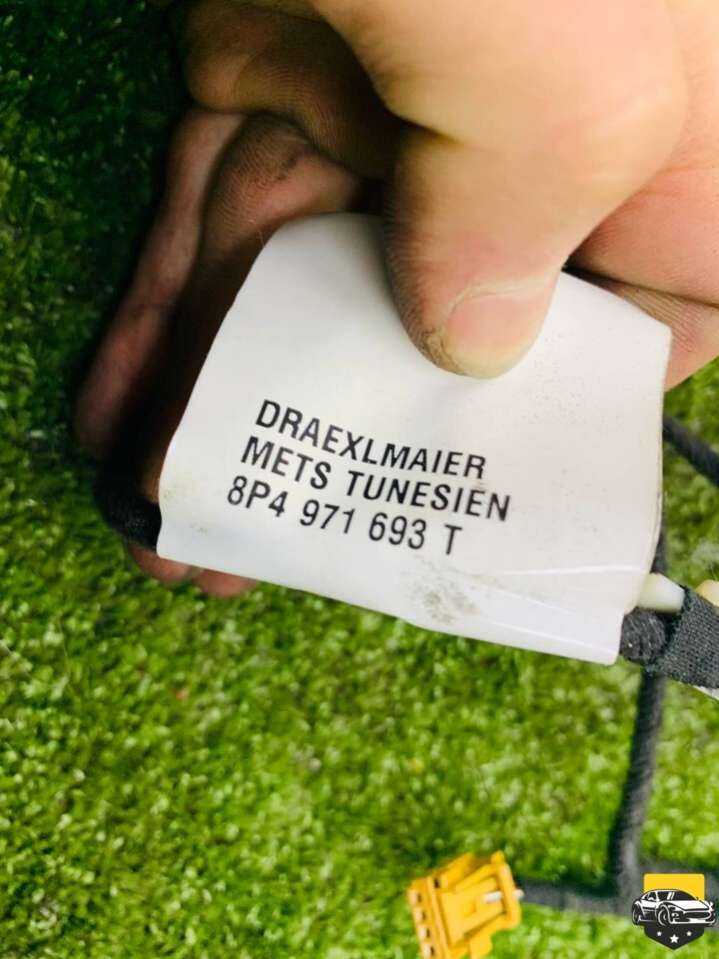 DRAEXLMAIER
METS TUNESIEN
8P4 971 693 T